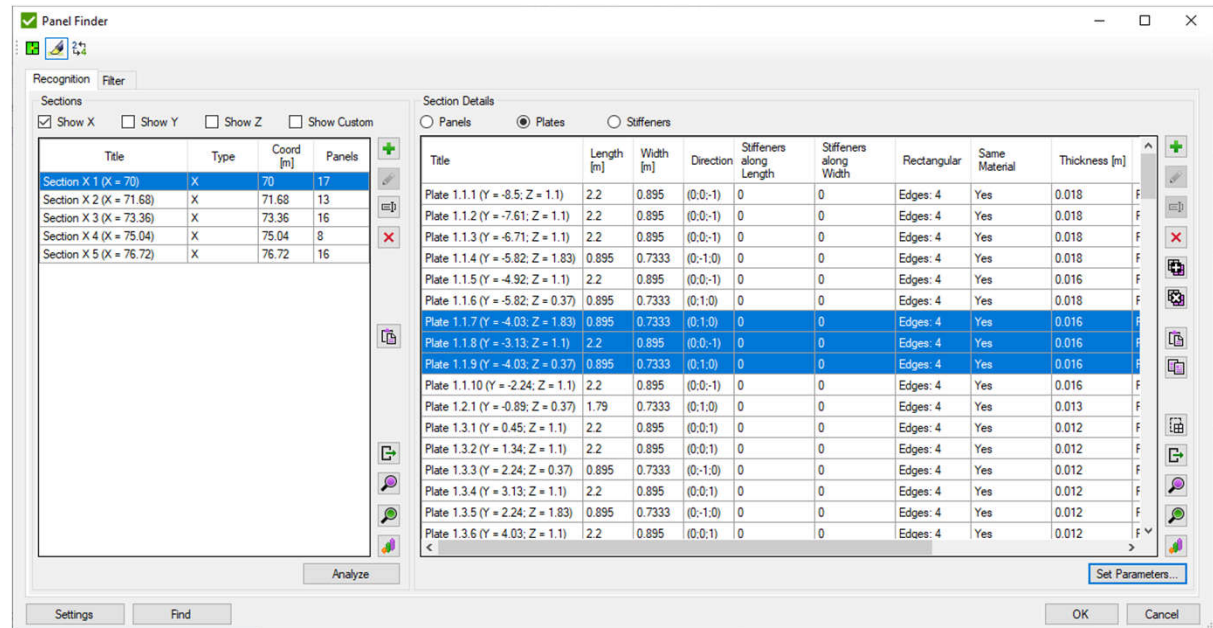 Panel Finder
Recognition Filter
Sections
Show X Show Y Show Z Show Custom
Title Type Coord [m] Panels
Section X 1 (X = 70) X 70 17
Section X 2 (X = 71.68) X 71.68 13
Section X 3 (X = 73.36) X 73.36 16
Section X 4 (X = 75.04) X 75.04 8
Section X 5 (X = 76.72) X 76.72 16
Analyze
Section Details
Panels Plates Stiffeners
Title Length [m] Width [m] Direction Stiffeners along Length Stiffeners along Width Rectangular Same Material Thickness [m]
Plate 1.1.1 (Y = -8.5; Z = 1.1) 2.2 0.895 (0;0;-1) 0 0 Edges: 4 Yes 0.018 F
Plate 1.1.2 (Y = -7.61; Z = 1.1) 2.2 0.895 (0;0;-1) 0 0 Edges: 4 Yes 0.018 F
Plate 1.1.3 (Y = -6.71; Z = 1.1) 2.2 0.895 (0;0;-1) 0 0 Edges: 4 Yes 0.018 F
Plate 1.1.4 (Y = -5.82; Z = 1.83) 0.895 0.7333 (0;-1;0) 0 0 Edges: 4 Yes 0.018 F
Plate 1.1.5 (Y = -4.92; Z = 1.1) 2.2 0.895 (0;0;-1) 0 0 Edges: 4 Yes 0.016 F
Plate 1.1.6 (Y = -5.82; Z = 0.37) 0.895 0.7333 (0;1;0) 0 0 Edges: 4 Yes 0.018 F
Plate 1.1.7 (Y = -4.03; Z = 1.83) 0.895 0.7333 (0;1;0) 0 0 Edges: 4 Yes 0.016 F
Plate 1.1.8 (Y = -3.13; Z = 1.1) 2.2 0.895 (0;0;-1) 0 0 Edges: 4 Yes 0.016 F
Plate 1.1.9 (Y = -4.03; Z = 0.37) 0.895 0.7333 (0;1;0) 0 0 Edges: 4 Yes 0.016 F
Plate 1.1.10 (Y = -2.24; Z = 1.1) 2.2 0.895 (0;0;-1) 0 0 Edges: 4 Yes 0.016 F
Plate 1.2.1 (Y = -0.89; Z = 0.37) 1.79 0.7333 (0;1;0) 0 0 Edges: 4 Yes 0.013 F
Plate 1.3.1 (Y = 0.45; Z = 1.1) 2.2 0.895 (0;0;1) 0 0 Edges: 4 Yes 0.012 F
Plate 1.3.2 (Y = 1.34; Z = 1.1) 2.2 0.895 (0;0;1) 0 0 Edges: 4 Yes 0.012 F
Plate 1.3.3 (Y = 2.24; Z = 0.37) 0.895 0.7333 (0;-1;0) 0 0 Edges: 4 Yes 0.012 F
Plate 1.3.4 (Y = 3.13; Z = 1.1) 2.2 0.895 (0;0;1) 0 0 Edges: 4 Yes 0.012 F
Plate 1.3.5 (Y = 2.24; Z = 1.83) 0.895 0.7333 (0;-1;0) 0 0 Edges: 4 Yes 0.012 F
Plate 1.3.6 (Y = 4.03; Z = 1.1) 2.2 0.895 (0;0;1) 0 0 Edges: 4 Yes 0.012 F
Set Parameters...
Settings Find OK Cancel